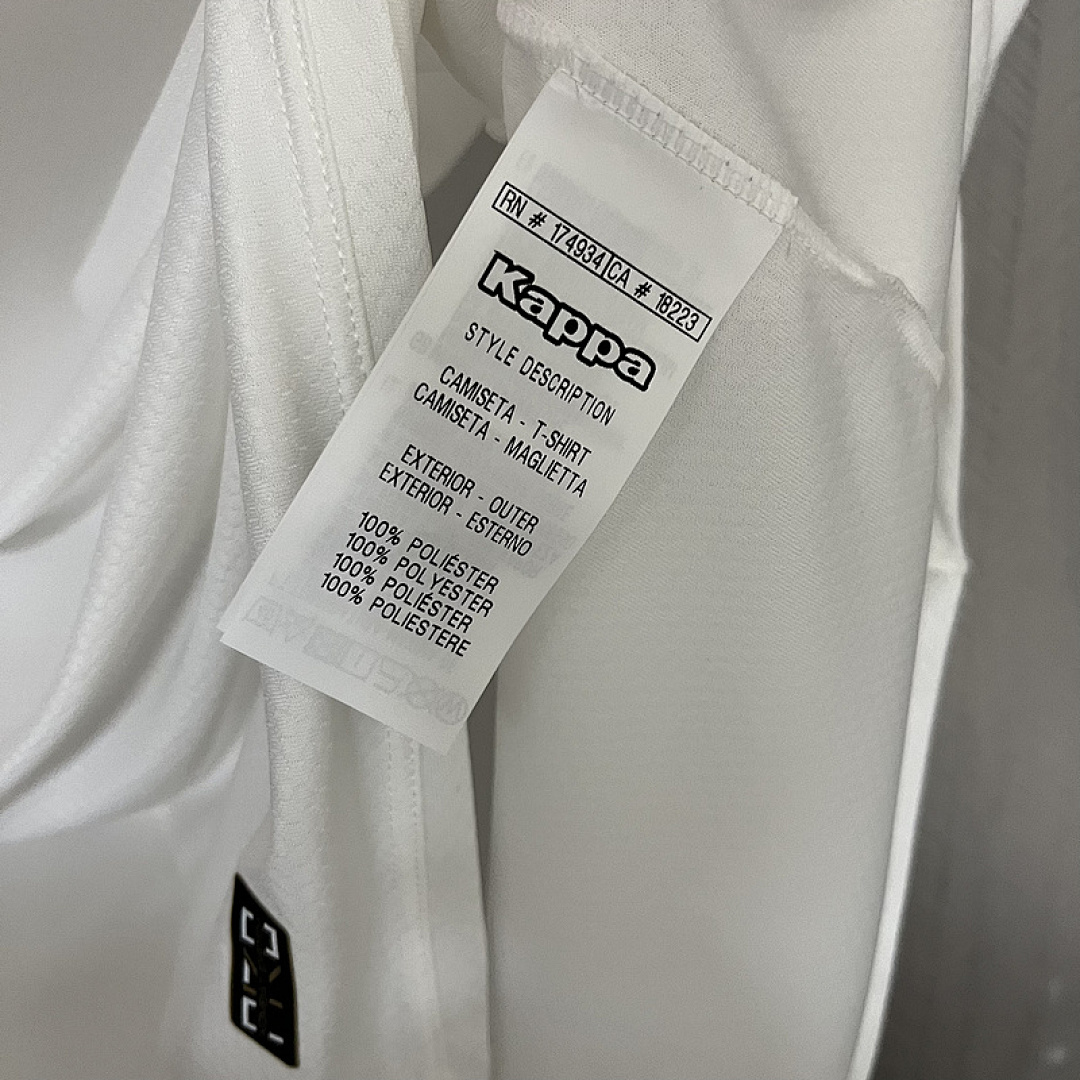 RN # 174934 CA # 18223
Kappa
STYLE DESCRIPTION
CAMISETA - T-SHIRT
CAMISETA - MAGLIETTA
EXTERIOR - OUTER
EXTERIOR - ESTERNO
100% POLIÉSTER
100% POLYESTER
100% POLIÉSTER
100% POLIESTERE